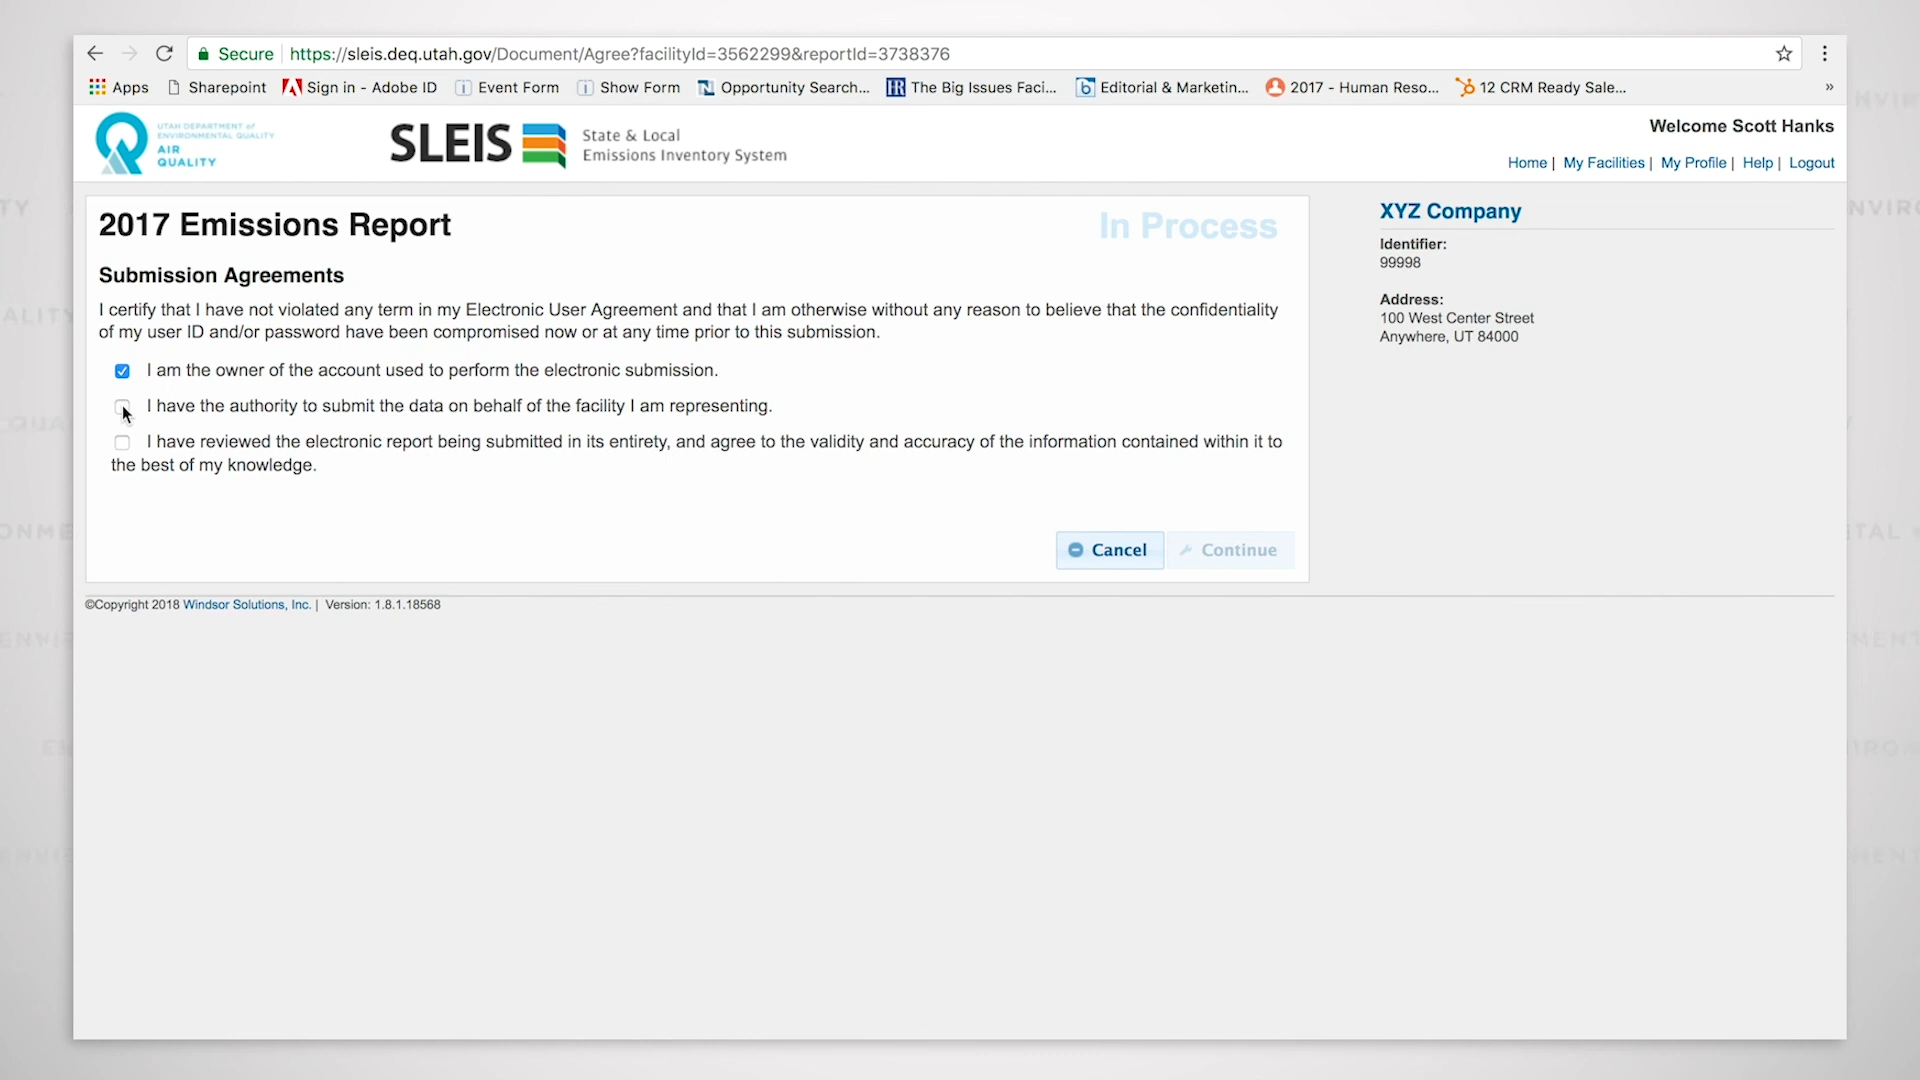 Secure https://sleis.deq.utah.gov/Document/Agree?facilityId=3562299&reportId=3738376
Apps Sharepoint Sign in - Adobe ID Event Form Show Form Opportunity Search... The Big Issues Faci... Editorial & Marketin... 2017 - Human Reso... 12 CRM Ready Sale... »
UTAH DEPARTMENT of
ENVIRONMENTAL QUALITY
AIR
QUALITY
SLEIS
State & Local
Emissions Inventory System
Welcome Scott Hanks
Home | My Facilities | My Profile | Help | Logout
2017 Emissions Report
In Process
Submission Agreements
I certify that I have not violated any term in my Electronic User Agreement and that I am otherwise without any reason to believe that the confidentiality
of my user ID and/or password have been compromised now or at any time prior to this submission.
I am the owner of the account used to perform the electronic submission.
I have the authority to submit the data on behalf of the facility I am representing.
I have reviewed the electronic report being submitted in its entirety, and agree to the validity and accuracy of the information contained within it to
the best of my knowledge.
Cancel Continue
XYZ Company
Identifier:
99998
Address:
100 West Center Street
Anywhere, UT 84000
©Copyright 2018 Windsor Solutions, Inc. | Version: 1.8.1.18568